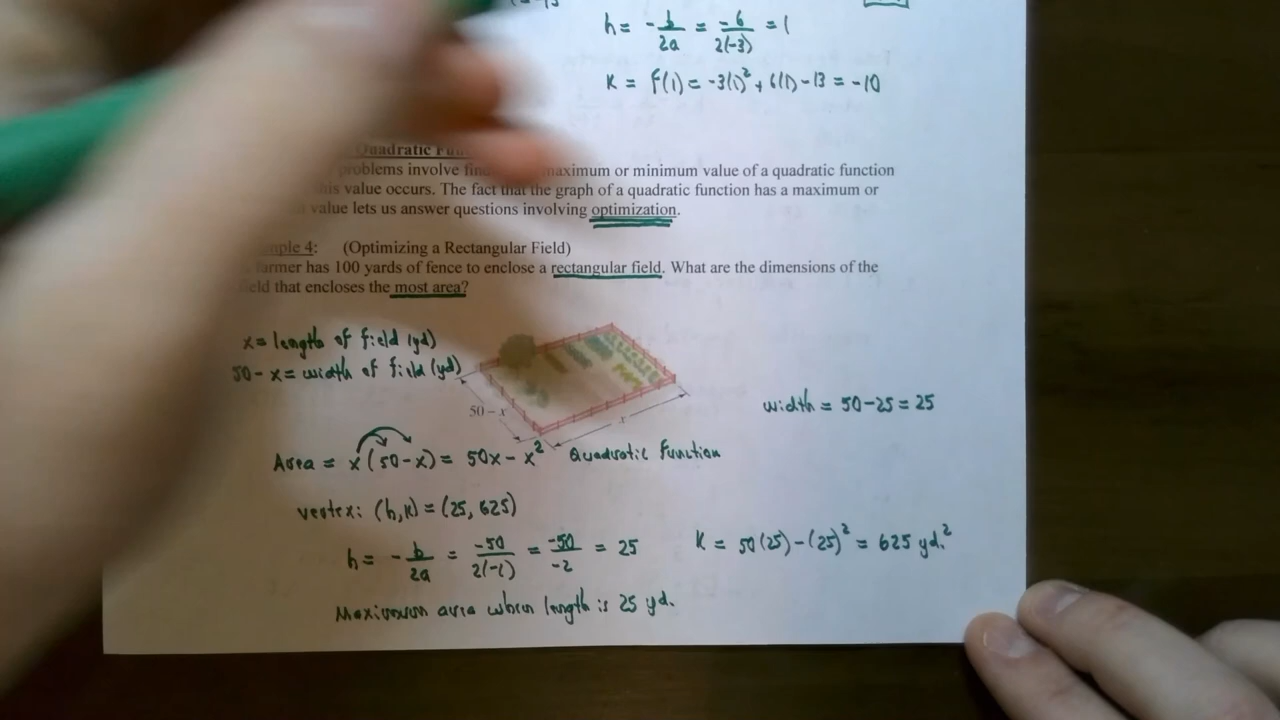 h = -b/2a = -6/2(-3) = 1
K = f(1) = -3(1)² + 6(1) - 13 = -10
Quadratic
problems involve maximum or minimum value of a quadratic function
value occurs. The fact that the graph of a quadratic function has a maximum or
value lets us answer questions involving optimization.
4: (Optimizing a Rectangular Field)
farmer has 100 yards of fence to enclose a rectangular field. What are the dimensions of the
that encloses the most area?
x = length of field (yd)
50 - x = width of field (yd)
50 - x
x
width = 50 - 25 = 25
Area = x(50 - x) = 50x - x² Quadratic Function
vertex: (h, k) = (25, 625)
h = -b/2a = -50/2(-1) = -50/-2 = 25
K = 50(25) - (25)² = 625 yd.²
Maximum area when length is 25 yd.